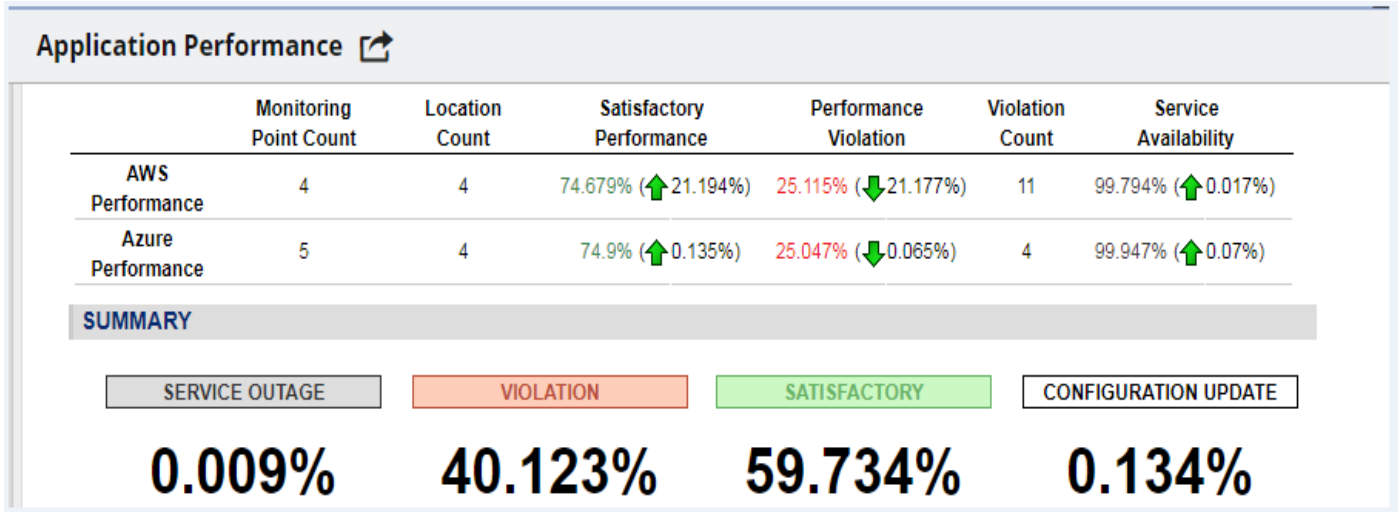 Application Performance
Monitoring Point Count Location Count Satisfactory Performance Performance Violation Violation Count Service Availability
AWS Performance 4 4 74.679% (21.194%) 25.115% (21.177%) 11 99.794% (0.017%)
Azure Performance 5 4 74.9% (0.135%) 25.047% (0.065%) 4 99.947% (0.07%)
SUMMARY
SERVICE OUTAGE VIOLATION SATISFACTORY CONFIGURATION UPDATE
0.009% 40.123% 59.734% 0.134%